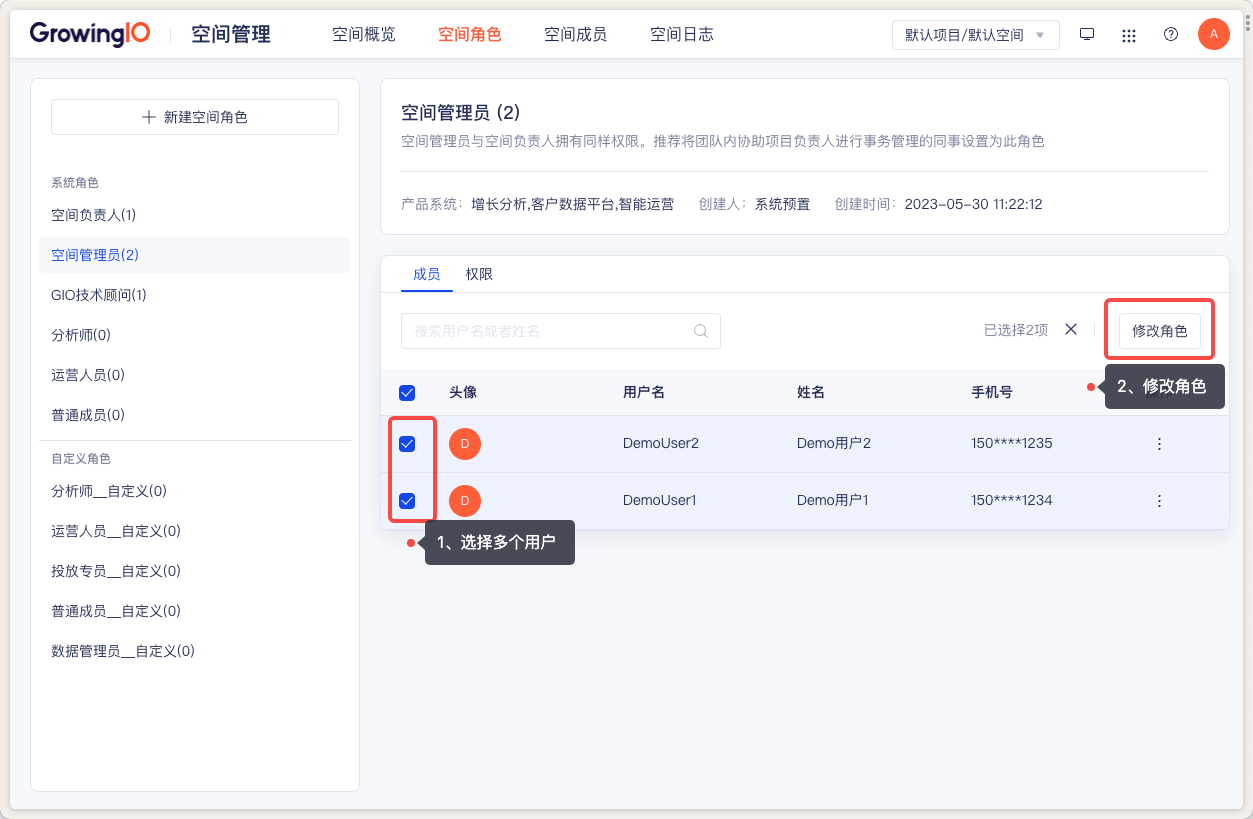 GrowingIO
空间管理
空间概览
空间角色
空间成员
空间日志
默认项目/默认空间
A
新建空间角色
系统角色
空间负责人(1)
空间管理员(2)
GIO技术顾问(1)
分析师(0)
运营人员(0)
普通成员(0)
自定义角色
分析师__自定义(0)
运营人员__自定义(0)
投放专员__自定义(0)
普通成员__自定义(0)
数据管理员__自定义(0)
空间管理员 (2)
空间管理员与空间负责人拥有同样权限。推荐将团队内协助项目负责人进行事务管理的同事设置为此角色
产品系统: 增长分析,客户数据平台,智能运营 创建人: 系统预置 创建时间: 2023-05-30 11:22:12
成员 权限
搜索用户名或者姓名
已选择2项
修改角色
2、修改角色
头像 用户名 姓名 手机号
D DemoUser2 Demo用户2 150****1235
D DemoUser1 Demo用户1 150****1234
1、选择多个用户